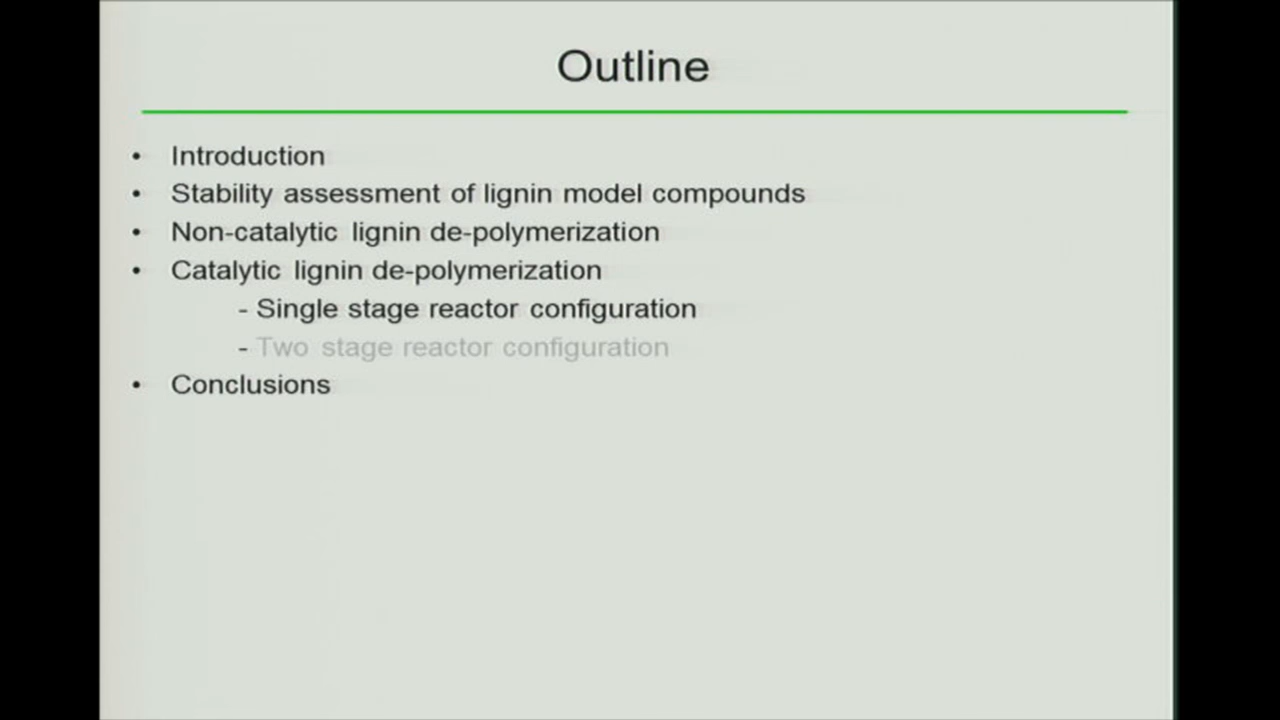 Outline
• Introduction
• Stability assessment of lignin model compounds
• Non-catalytic lignin de-polymerization
• Catalytic lignin de-polymerization
- Single stage reactor configuration
- Two stage reactor configuration
• Conclusions